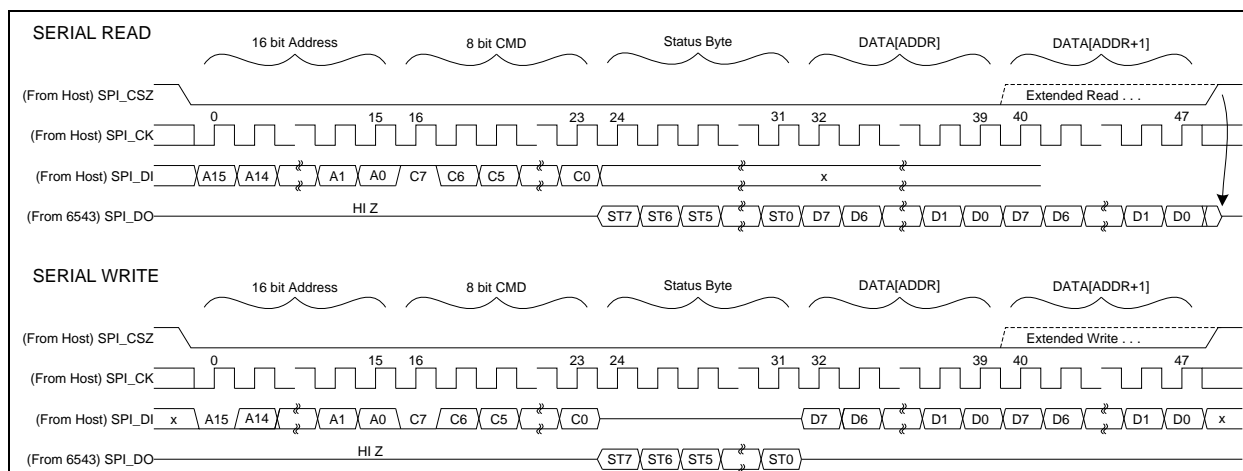 SERIAL READ
16 bit Address 8 bit CMD Status Byte DATA[ADDR] DATA[ADDR+1]
(From Host) SPI_CSZ Extended Read . . .
0 15 16 23 24 31 32 39 40 47
(From Host) SPI_CK
(From Host) SPI_DI A15 A14 A1 A0 C7 C6 C5 C0 x
HI Z
(From 6543) SPI_DO ST7 ST6 ST5 ST0 D7 D6 D1 D0 D7 D6 D1 D0
SERIAL WRITE
16 bit Address 8 bit CMD Status Byte DATA[ADDR] DATA[ADDR+1]
(From Host) SPI_CSZ Extended Write . . .
0 15 16 23 24 31 32 39 40 47
(From Host) SPI_CK
(From Host) SPI_DI x A15 A14 A1 A0 C7 C6 C5 C0 D7 D6 D1 D0 D7 D6 D1 D0 x
HI Z
(From 6543) SPI_DO ST7 ST6 ST5 ST0